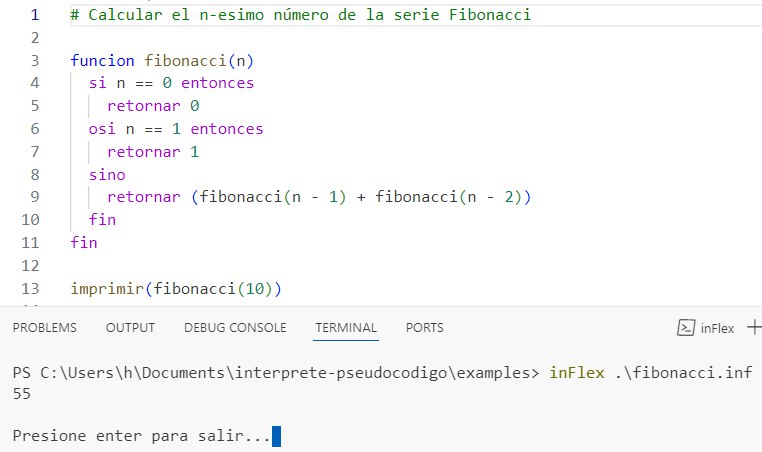 1 # Calcular el n-esimo número de la serie Fibonacci
2
3 funcion fibonacci(n)
4 si n == 0 entonces
5 retornar 0
6 osi n == 1 entonces
7 retornar 1
8 sino
9 retornar (fibonacci(n - 1) + fibonacci(n - 2))
10 fin
11 fin
12
13 imprimir(fibonacci(10))
PROBLEMS OUTPUT DEBUG CONSOLE TERMINAL PORTS inFlex
PS C:\Users\h\Documents\interprete-pseudocodigo\examples> inFlex .\fibonacci.inf
55
Presione enter para salir...